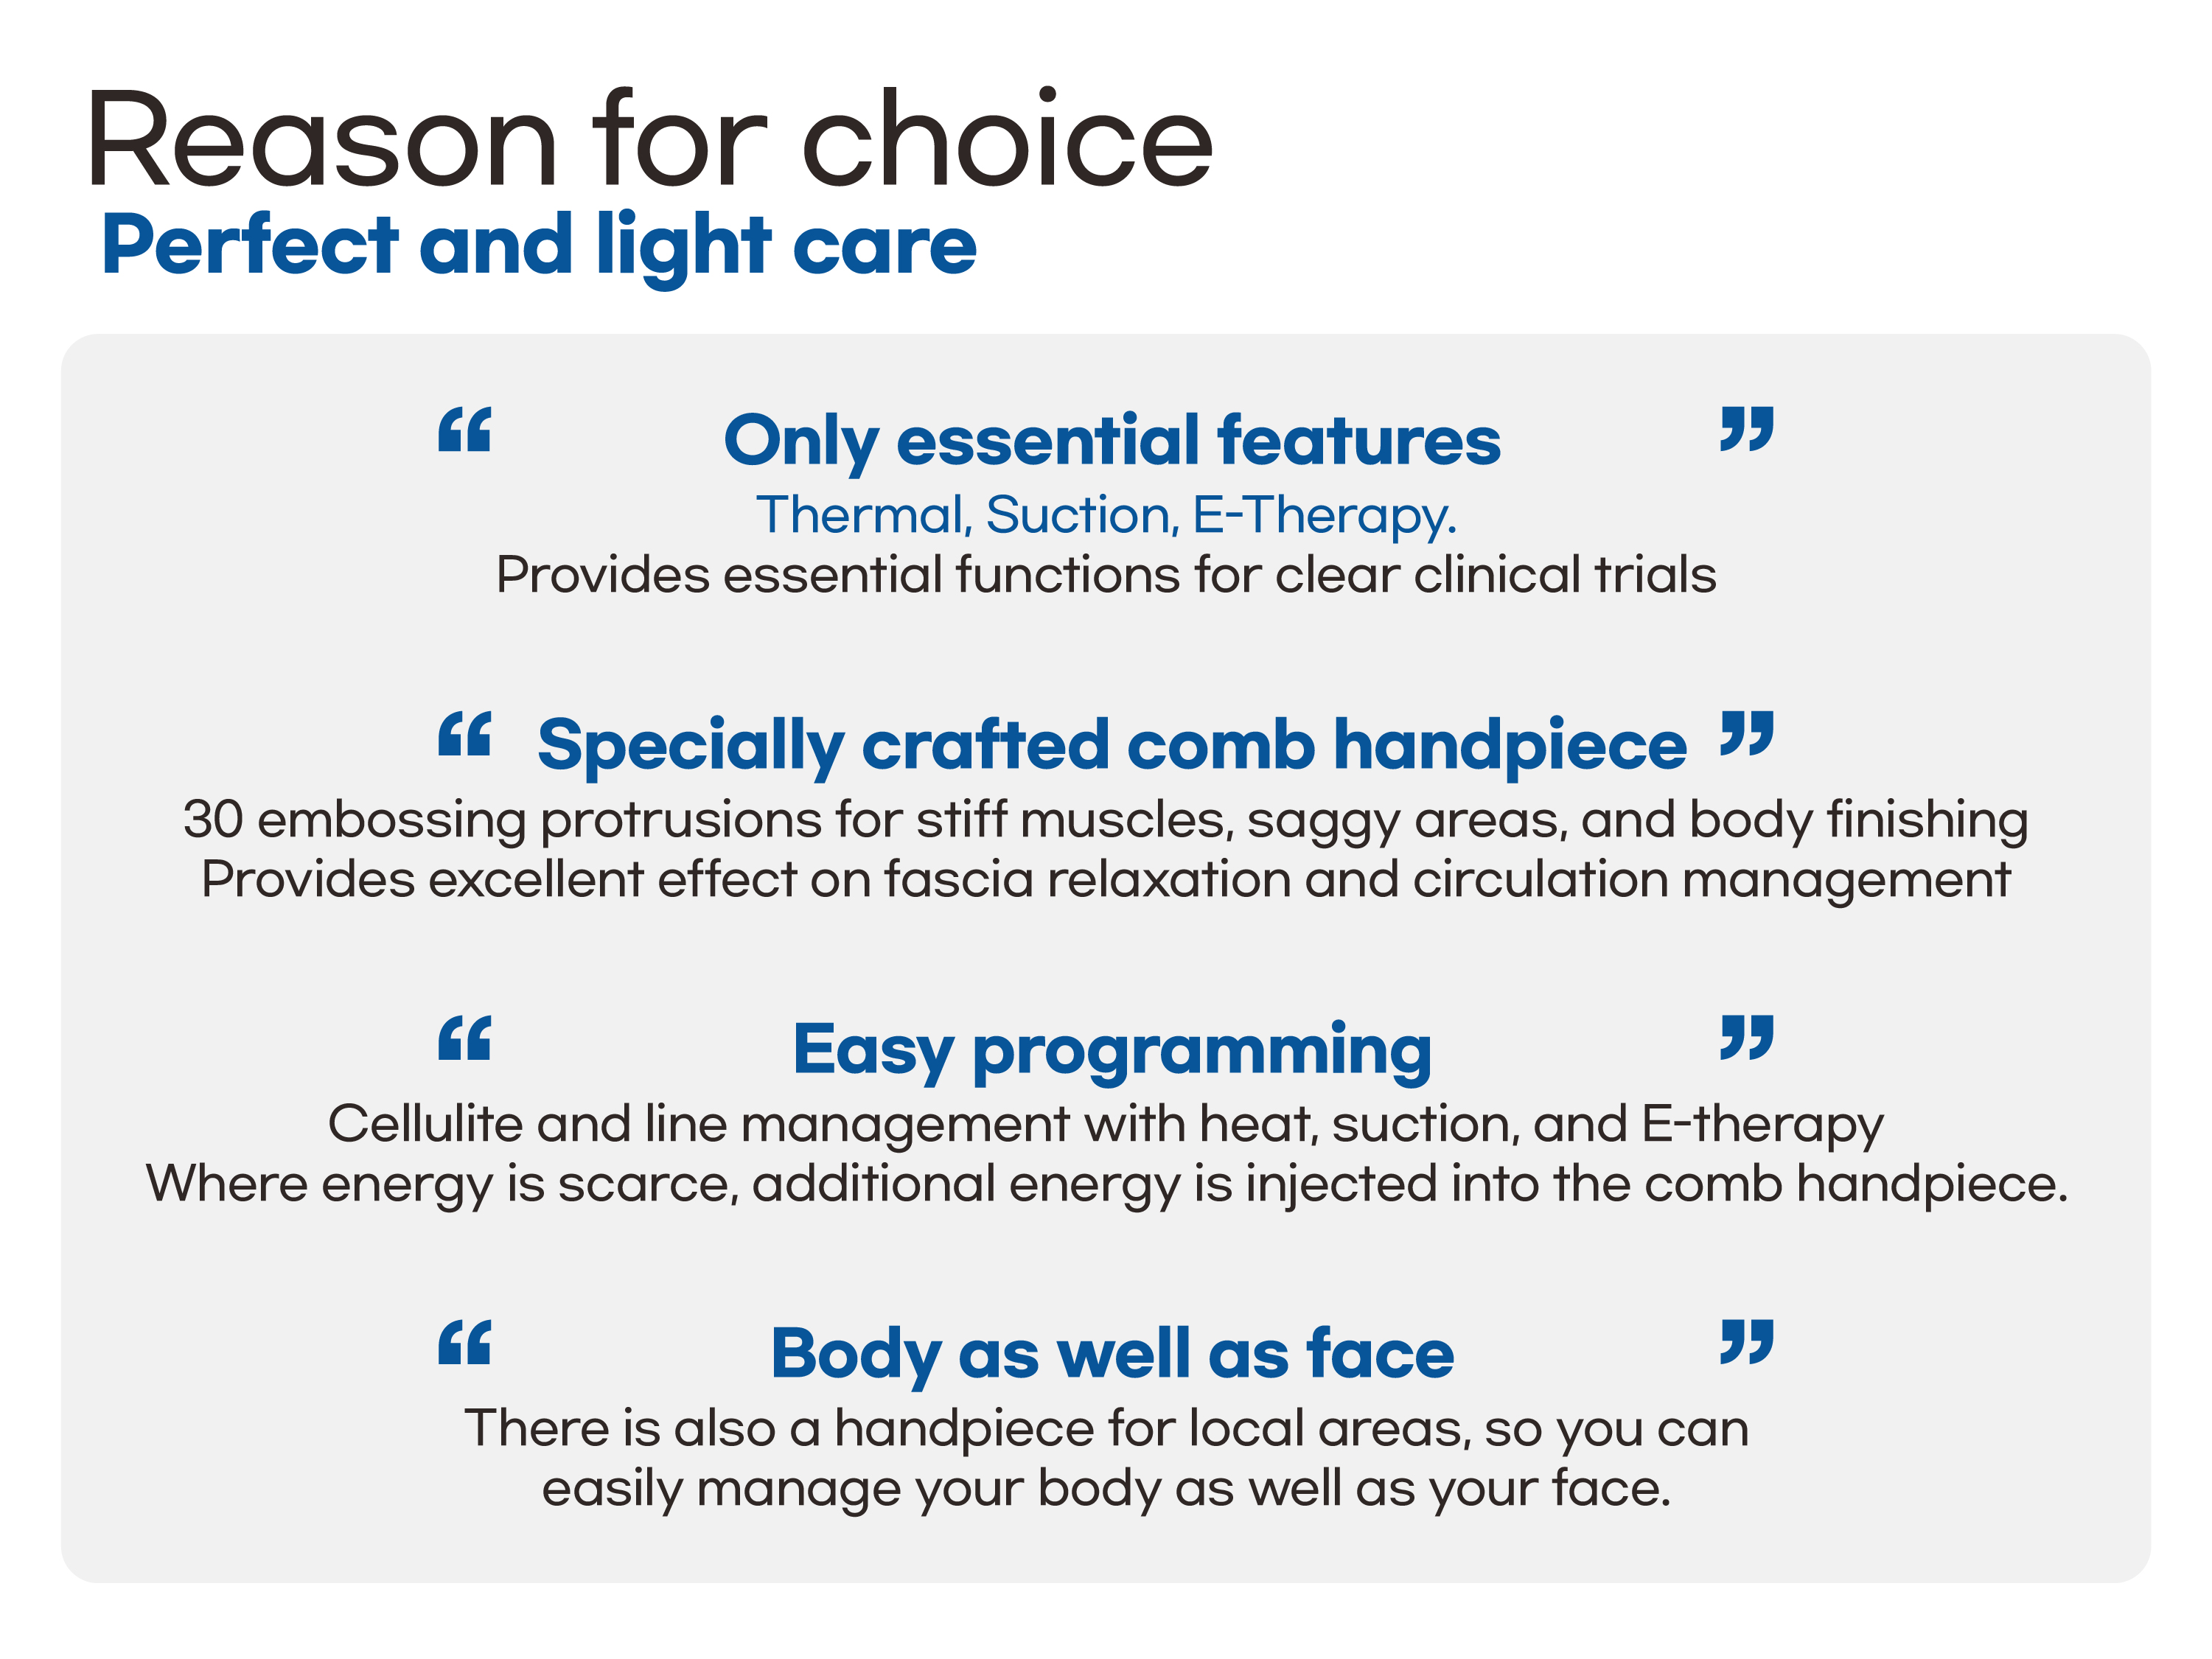 Reason for choice
Perfect and light care
“ Only essential features ”
Thermal, Suction, E-Therapy.
Provides essential functions for clear clinical trials
“ Specially crafted comb handpiece ”
30 embossing protrusions for stiff muscles, saggy areas, and body finishing
Provides excellent effect on fascia relaxation and circulation management
“ Easy programming ”
Cellulite and line management with heat, suction, and E-therapy
Where energy is scarce, additional energy is injected into the comb handpiece.
“ Body as well as face ”
There is also a handpiece for local areas, so you can
easily manage your body as well as your face.